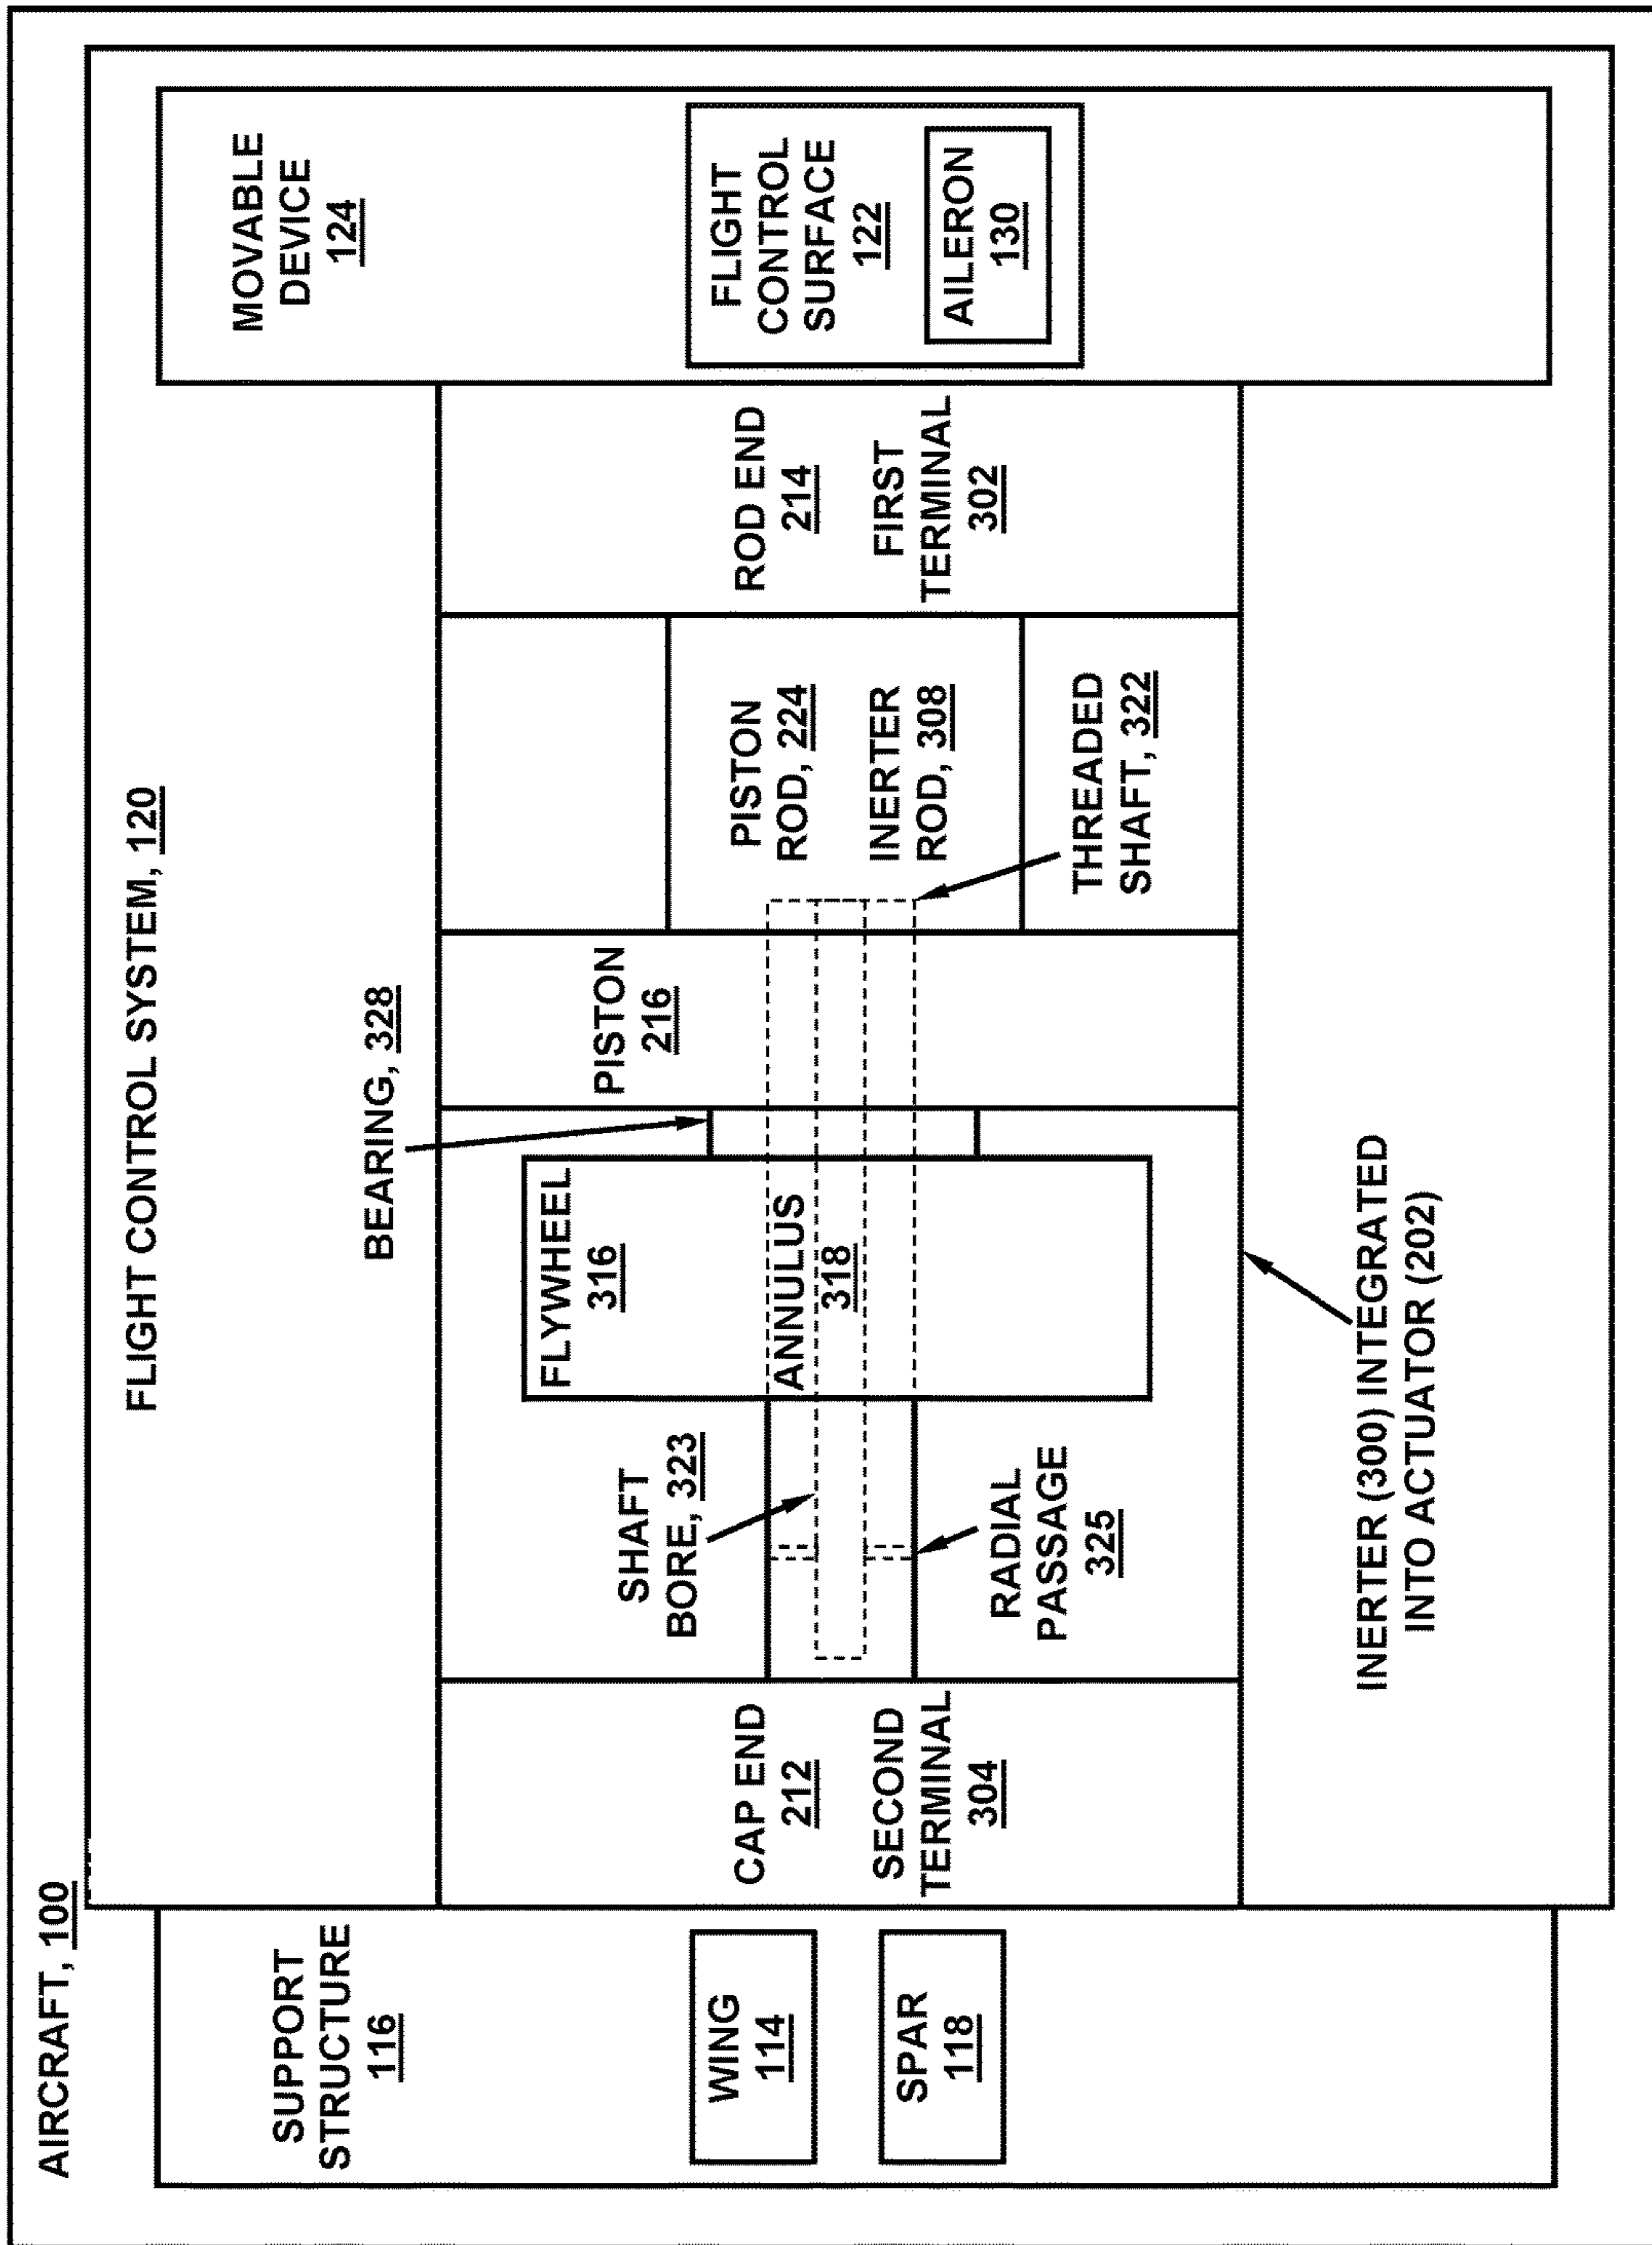 AIRCRAFT, 100
FLIGHT CONTROL SYSTEM, 120
SUPPORT
STRUCTURE
116
WING
114
SPAR
118
CAP END
212
SECOND
TERMINAL
304
BEARING, 328
SHAFT
BORE, 323
RADIAL
PASSAGE
325
FLYWHEEL
316
ANNULUS
318
PISTON
216
PISTON
ROD, 224
INERTER
ROD, 308
THREADED
SHAFT, 322
ROD END
214
FIRST
TERMINAL
302
MOVABLE
DEVICE
124
FLIGHT
CONTROL
SURFACE
122
AILERON
130
INERTER (300) INTEGRATED
INTO ACTUATOR (202)